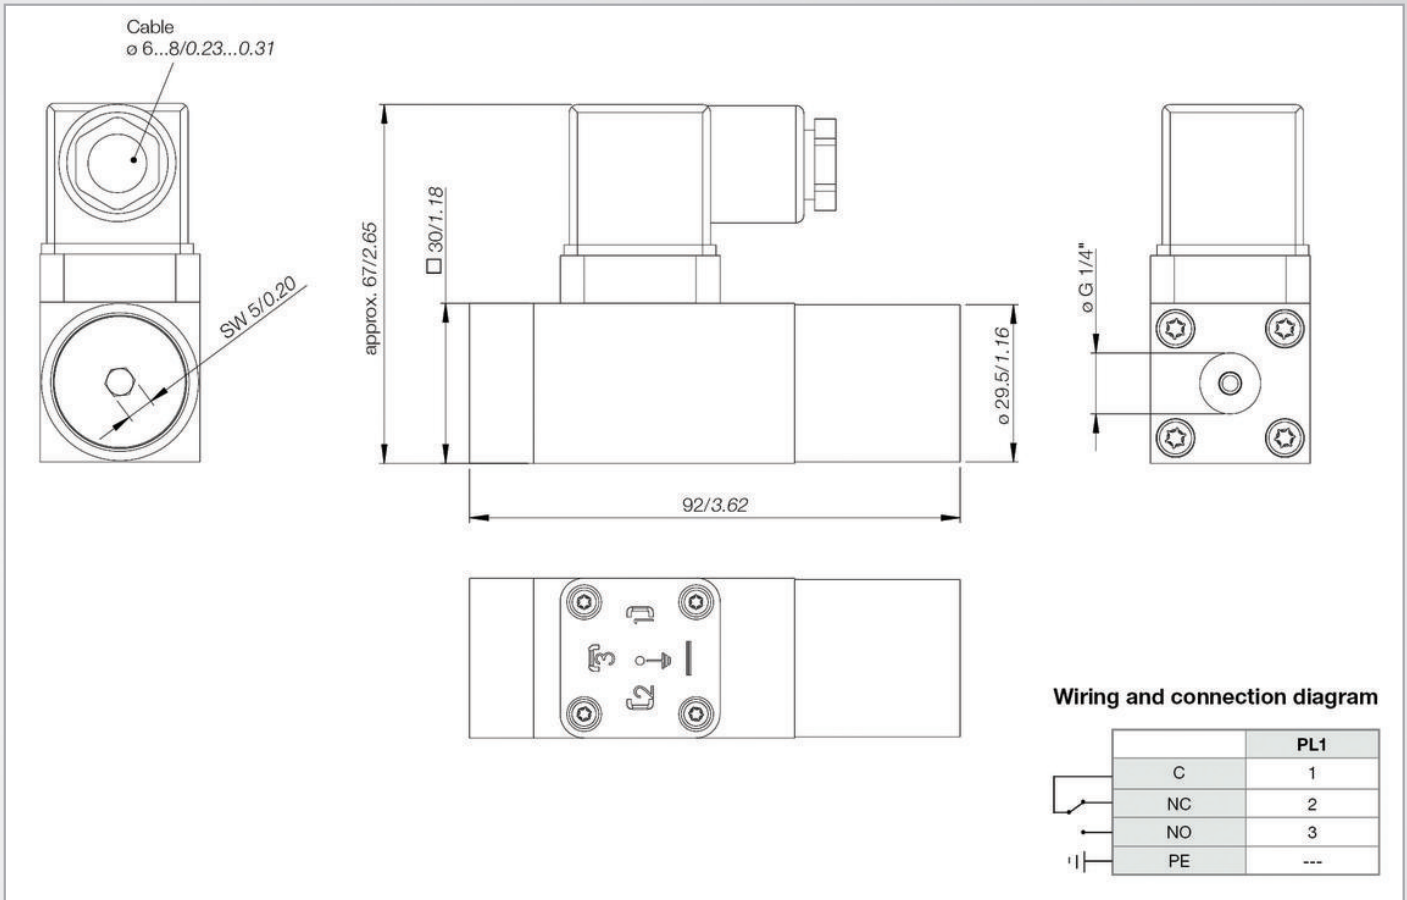 Cable
ø 6...8/0.23...0.31
SW 5/0.20
approx. 67/2.65
□ 30/1.18
ø 29.5/1.16
ø G 1/4"
92/3.62
1
3
2
Wiring and connection diagram
PL1
C 1
NC 2
NO 3
PE ---